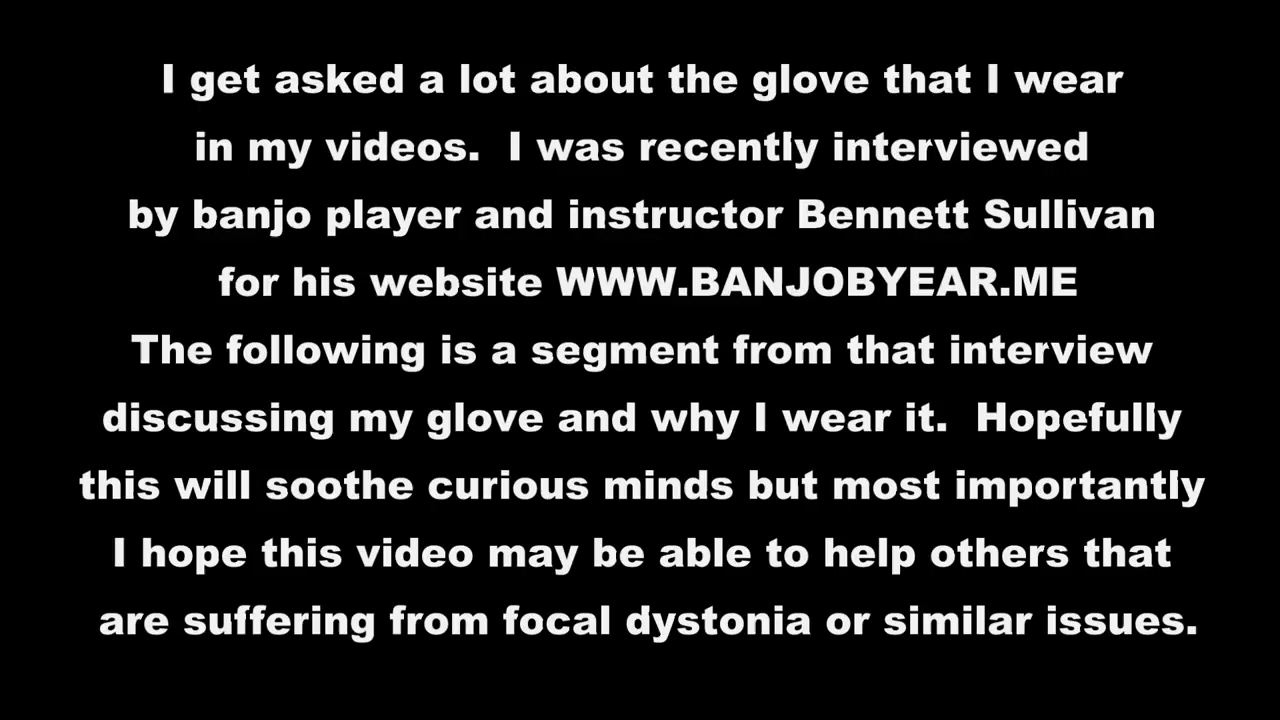 I get asked a lot about the glove that I wear
in my videos.  I was recently interviewed
by banjo player and instructor Bennett Sullivan
for his website WWW.BANJOBYEAR.ME
The following is a segment from that interview
discussing my glove and why I wear it.  Hopefully
this will soothe curious minds but most importantly
I hope this video may be able to help others that
are suffering from focal dystonia or similar issues.